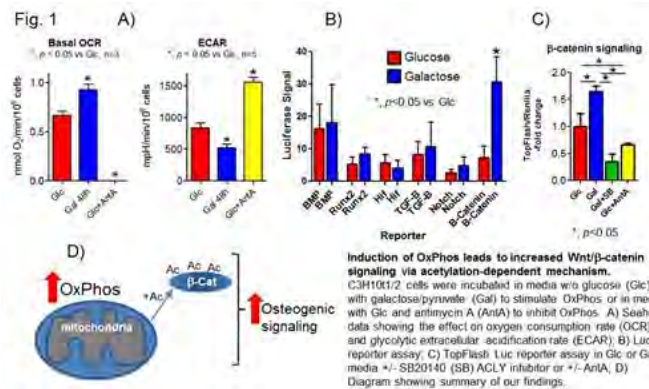 Fig. 1
A)
Basal OCR
*, p < 0.05 vs Glc, n=3
nmol O2/min/10⁶ cells
1.0
0.5
0.0
*
*
Glc
Gal 48h
Glc+AntA
ECAR
*, p < 0.05 vs Glc, n=5
mpH/min/10⁶ cells
1500
1000
500
0
*
*
Glc
Gal 48h
Glc+AntA
B)
Luciferase Signal
40
30
20
10
0
Glucose
Galactose
*, p<0.05 vs Glc
*
BMP
BMP
Runx2
Runx2
Hif
Hif
TGF-B
TGF-B
Notch
Notch
B-Catenin
B-Catenin
Reporter
C)
β-catenin signaling
TopFlash/Renilla
-fold change
2.0
1.5
1.0
0.5
0.0
*
*
*
*
Glc
Gal
Gal+SB
Glc+AntA
*, p<0.05
D)
OxPhos
mitochondria
+Ac
Ac
Ac
Ac
β-Cat
Osteogenic
signaling
Induction of OxPhos leads to increased Wnt/β-catenin
signaling via acetylation-dependent mechanism.
C3H10t1/2 cells were incubated in media w/o glucose (Glc)
with galactose/pyruvate (Gal) to stimulate OxPhos or in med
with Glc and antimycin A (AntA) to inhibit OxPhos. A) Seah
data showing the effect on oxygen consumption rate (OCR)
and glycolytic extracellular acidification rate (ECAR); B) Luc
reporter assay; C) TopFlash Luc reporter assay in Glc or Ga
media +/- SB20140 (SB) ACLY inhibitor or +/- AntA; D)
Diagram showing summary of our findings.